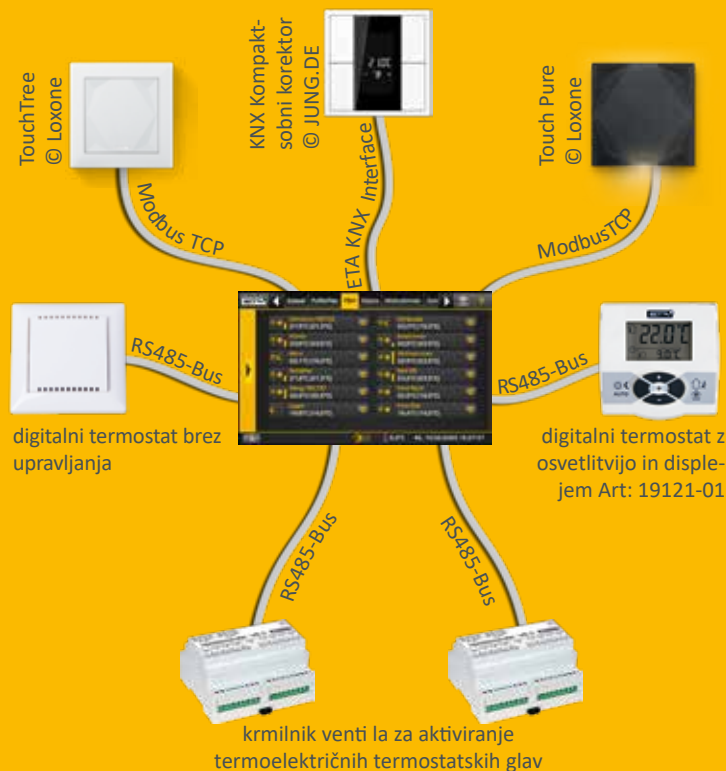 TouchTree
© Loxone
KNX Kompakt-
sobni korektor
© JUNG.DE
Touch Pure
© Loxone
Modbus TCP
ETA KNX Interface
ModbusTCP
RS485-Bus
RS485-Bus
22.0°C
digitalni termostat brez
upravljanja
digitalni termostat z
osvetlitvijo in disple-
jem Art: 19121-01
RS485-Bus
RS485-Bus
krmilnik venti la za aktiviranje
termoelektričnih termostatskih glav